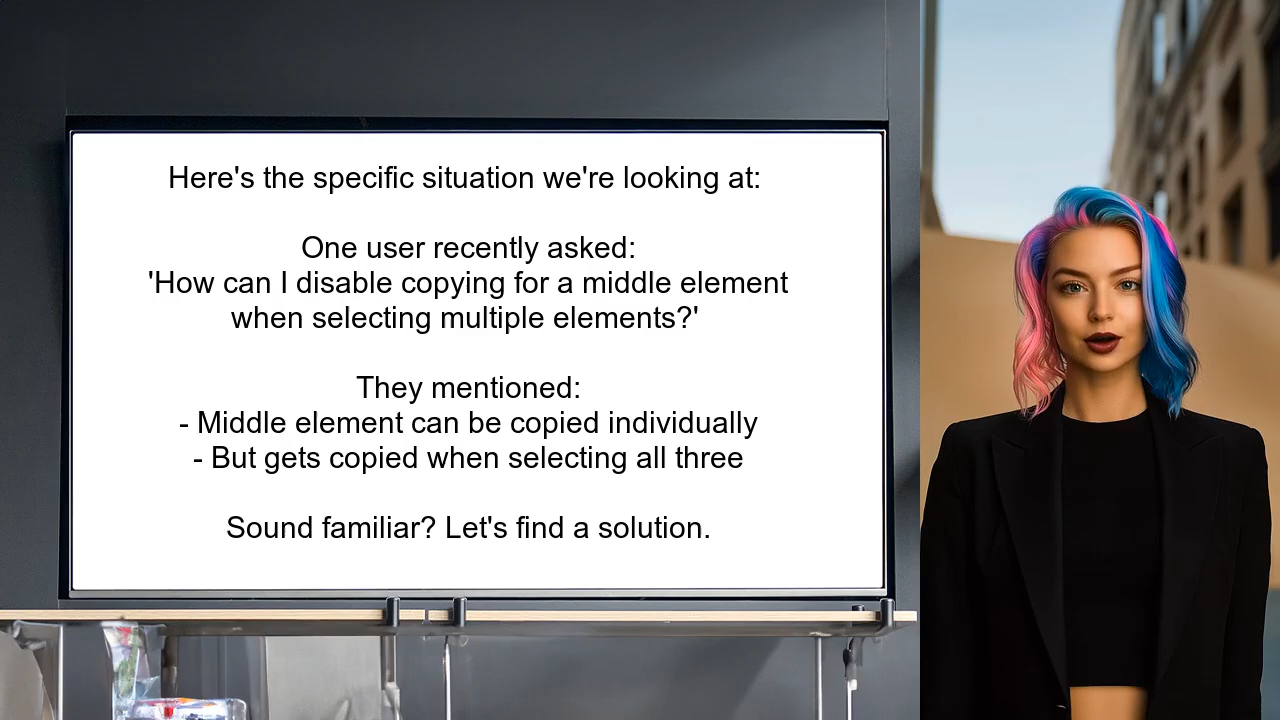 Here's the specific situation we're looking at:
One user recently asked:
'How can I disable copying for a middle element
when selecting multiple elements?'
They mentioned:
- Middle element can be copied individually
- But gets copied when selecting all three
Sound familiar? Let's find a solution.